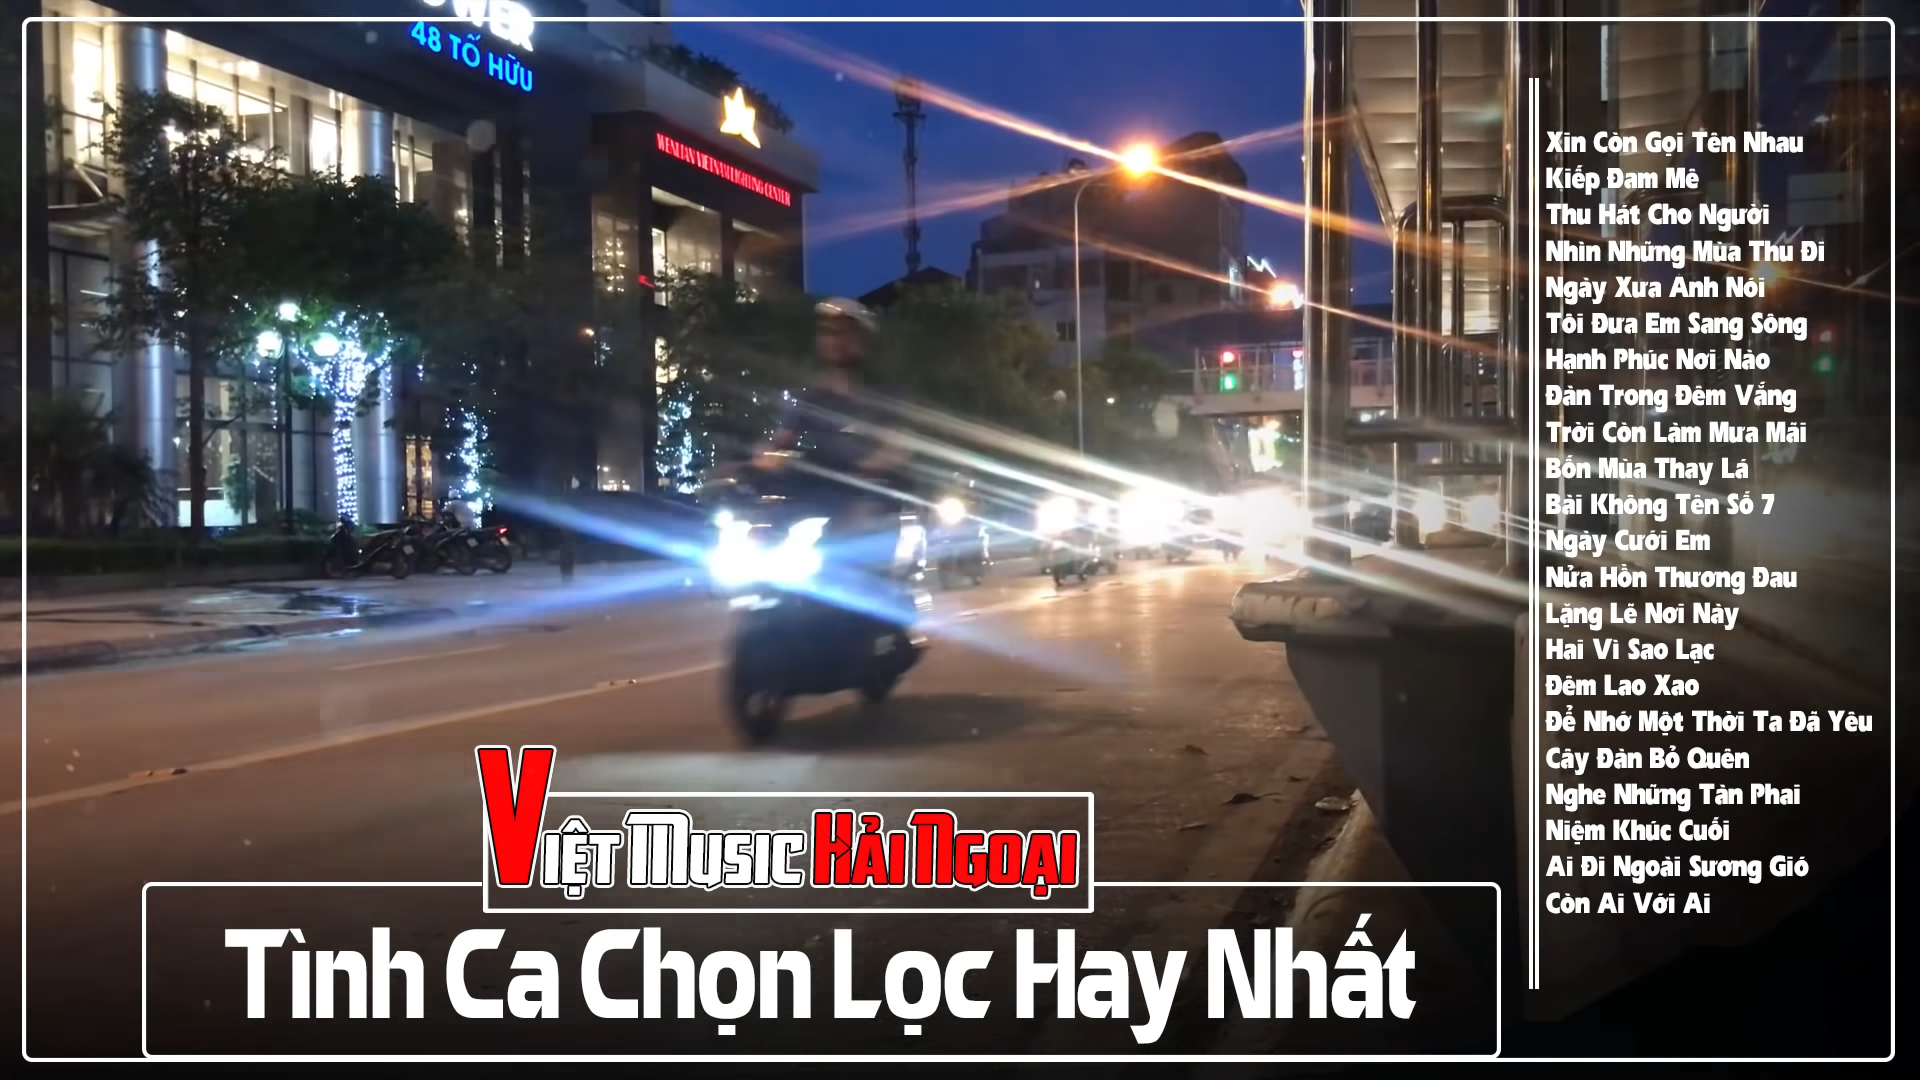 48 TỐ HỮU
WENLAN VIETNAM LIGHTING CENTER
Xin Còn Gọi Tên Nhau
Kiếp Đam Mê
Thu Hát Cho Người
Nhìn Những Mùa Thu Đi
Ngày Xưa Anh Nói
Tôi Đưa Em Sang Sông
Hạnh Phúc Nơi Nào
Đàn Trong Đêm Vắng
Trời Còn Làm Mưa Mãi
Bốn Mùa Thay Lá
Bài Không Tên Số 7
Ngày Cưới Em
Nửa Hồn Thương Đau
Lặng Lẽ Nơi Này
Hai Vì Sao Lạc
Đêm Lao Xao
Để Nhớ Một Thời Ta Đã Yêu
Cây Đàn Bỏ Quên
Nghe Những Tàn Phai
Niệm Khúc Cuối
Ai Đi Ngoài Sương Gió
Còn Ai Với Ai
VIỆT MUSIC HẢI NGOẠI
Tình Ca Chọn Lọc Hay Nhất